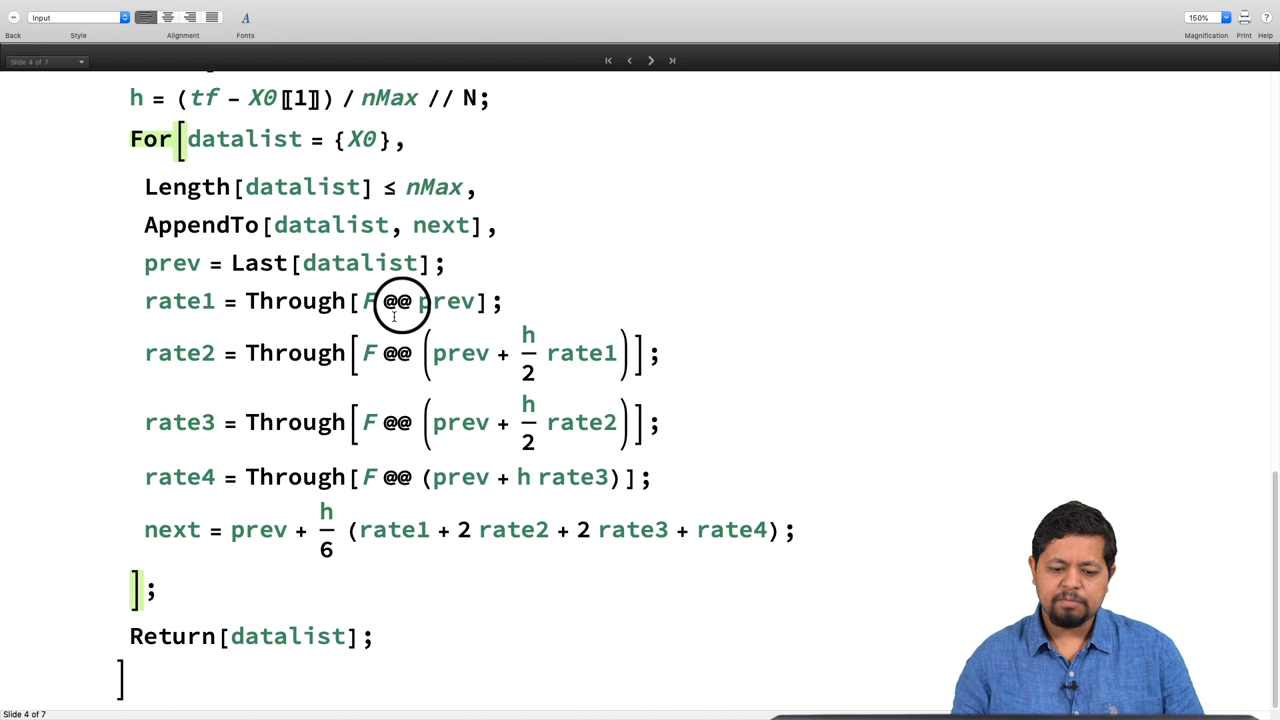 Input
150%
Back
Style
Alignment
Fonts
Magnification
Print
Help
Slide 4 of 7
h = (tf - X0[[1]]) / nMax // N;
For[datalist = {X0},
Length[datalist] ≤ nMax,
AppendTo[datalist, next],
prev = Last[datalist];
rate1 = Through[F @@ prev];
rate2 = Through[F @@ (prev + h/2 rate1)];
rate3 = Through[F @@ (prev + h/2 rate2)];
rate4 = Through[F @@ (prev + h rate3)];
next = prev + h/6 (rate1 + 2 rate2 + 2 rate3 + rate4);
];
Return[datalist];
]
Slide 4 of 7